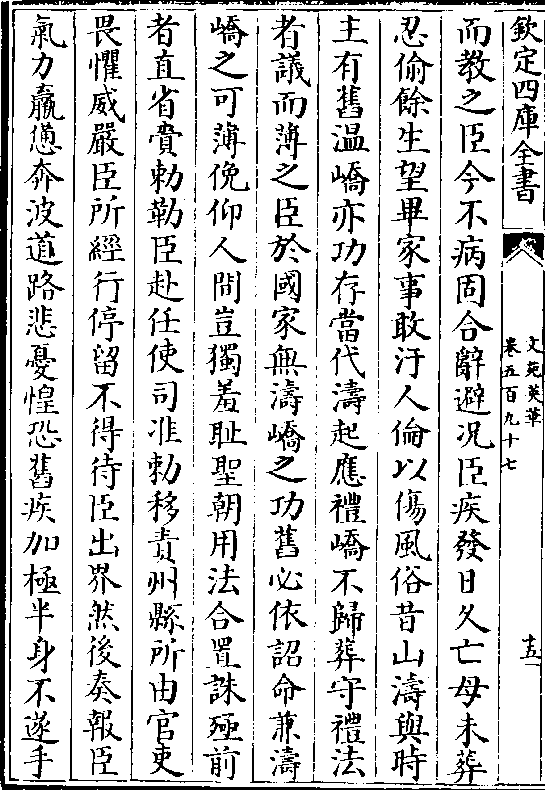 欽定四庫全書
文苑英華
卷五百九十七
十五
而教之臣今不病固合辭避况臣疾發日久亡母未葬
忍偷餘生望畢家事敢汙人倫以傷風俗昔山濤與時
主有舊温嶠亦功存當代濤起應禮嶠不歸葬守禮法
者議而薄之臣於國家無濤嶠之功舊必依詔命兼濤
嶠之可薄俛仰人間豈獨羞耻聖朝用法合置誅殛前
者直省賫勅勒臣赴任使司准勅移責州縣所由官吏
畏懼威嚴臣所經行停留不得待臣出界然後奏報臣
氣力羸憊奔波道路悲憂惶恐舊疾加極半身不遂手